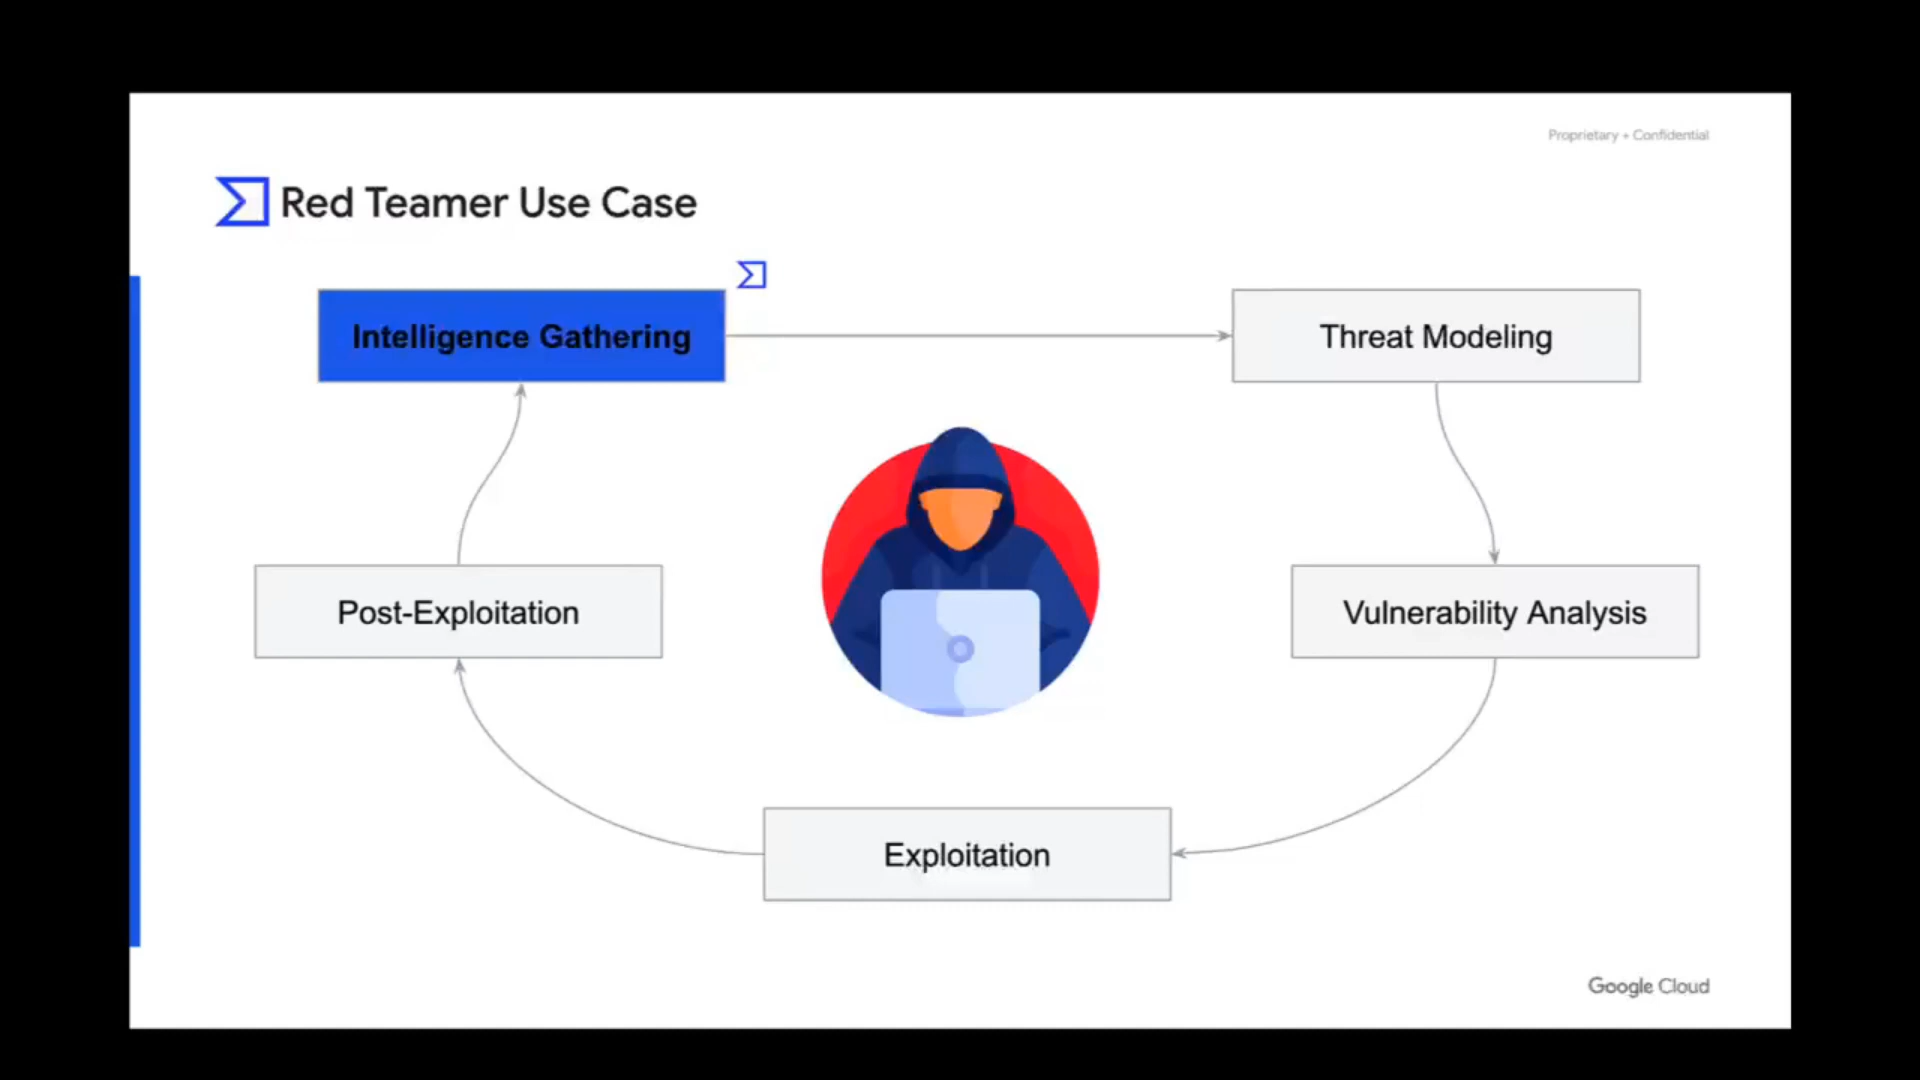 Proprietary + Confidential
Red Teamer Use Case
Intelligence Gathering
Threat Modeling
Post-Exploitation
Vulnerability Analysis
Exploitation
Google Cloud